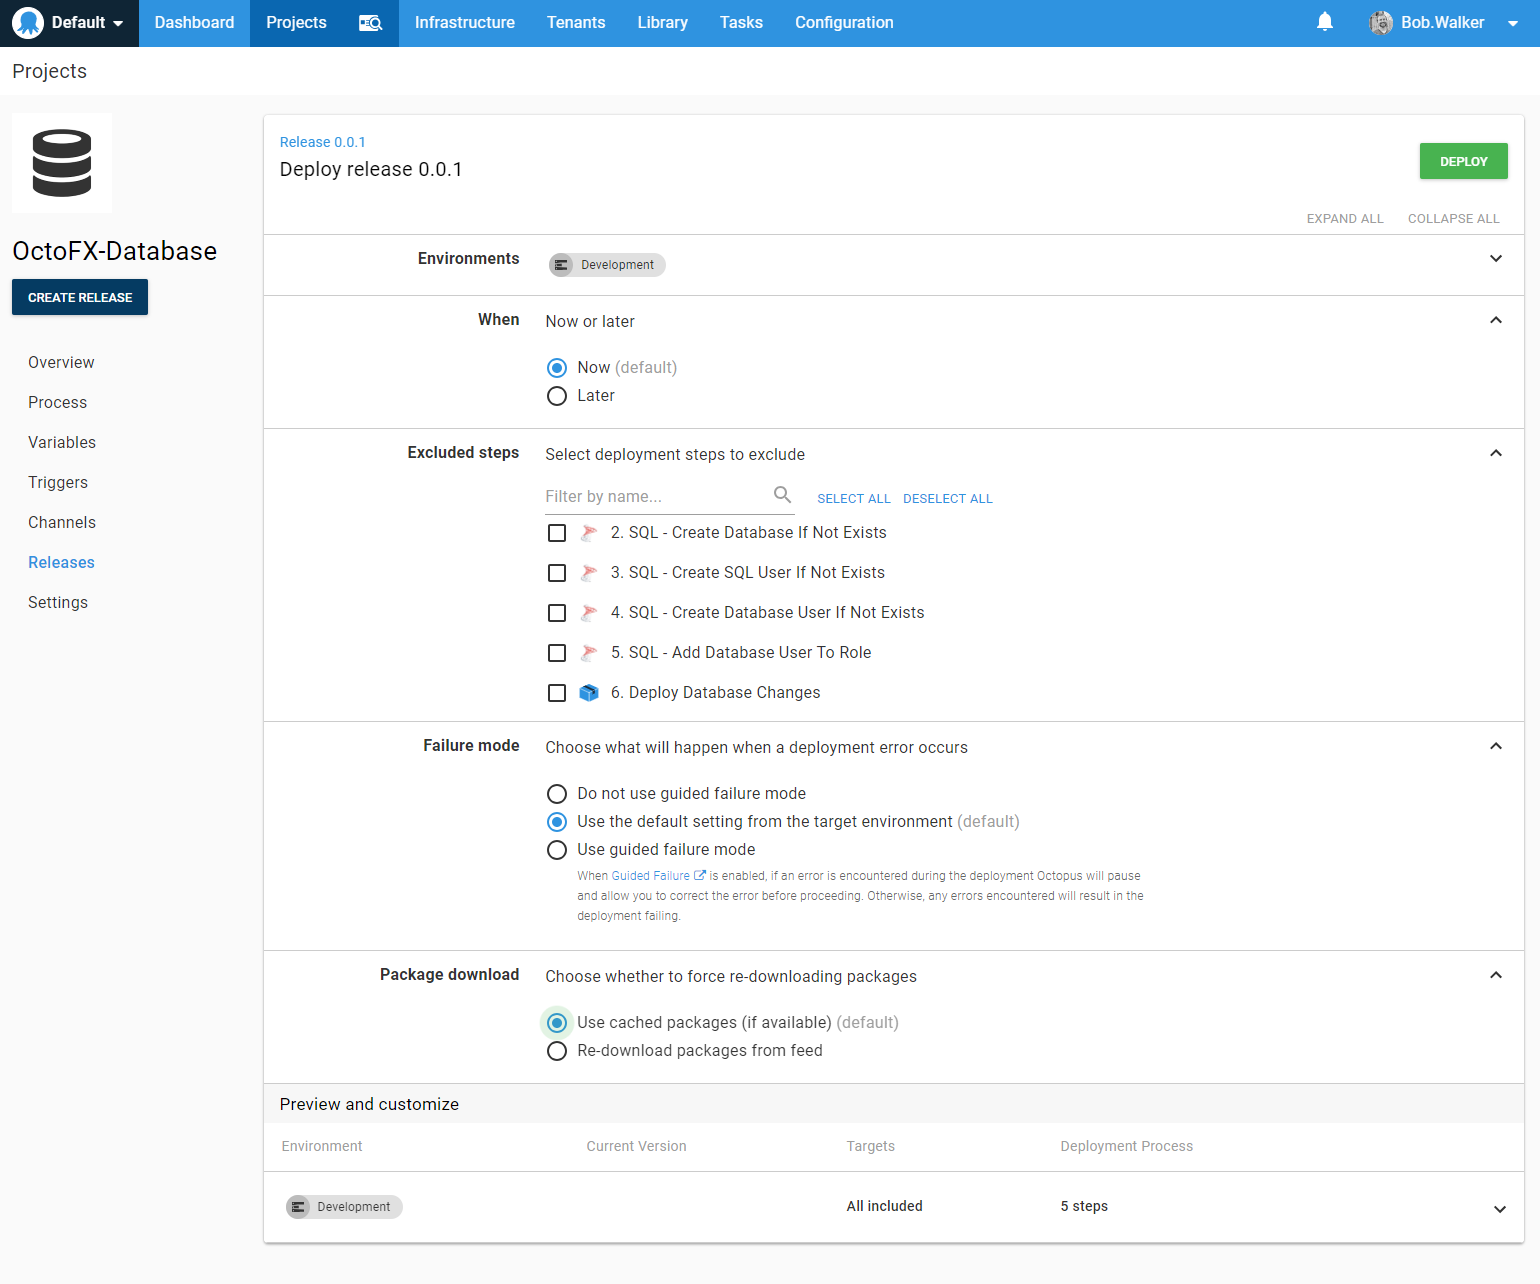 Default Dashboard Projects Infrastructure Tenants Library Tasks Configuration Bob.Walker
Projects
OctoFX-Database
CREATE RELEASE
Overview
Process
Variables
Triggers
Channels
Releases
Settings
Release 0.0.1
Deploy release 0.0.1
DEPLOY
EXPAND ALL COLLAPSE ALL
Environments Development
When Now or later
Now (default)
Later
Excluded steps Select deployment steps to exclude
Filter by name... SELECT ALL DESELECT ALL
2. SQL - Create Database If Not Exists
3. SQL - Create SQL User If Not Exists
4. SQL - Create Database User If Not Exists
5. SQL - Add Database User To Role
6. Deploy Database Changes
Failure mode Choose what will happen when a deployment error occurs
Do not use guided failure mode
Use the default setting from the target environment (default)
Use guided failure mode
When Guided Failure is enabled, if an error is encountered during the deployment Octopus will pause
and allow you to correct the error before proceeding. Otherwise, any errors encountered will result in the
deployment failing.
Package download Choose whether to force re-downloading packages
Use cached packages (if available) (default)
Re-download packages from feed
Preview and customize
Environment Current Version Targets Deployment Process
Development All included 5 steps